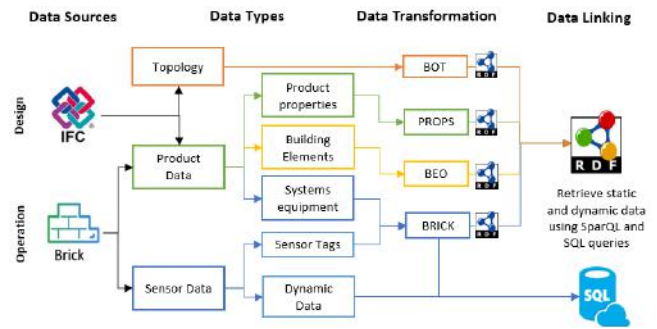 Data Sources
Data Types
Data Transformation
Data Linking
Design
Operation
IFC
Brick
Topology
Product
Data
Sensor Data
Product
properties
Building
Elements
Systems
equipment
Sensor Tags
Dynamic
Data
BOT
PROPS
BEO
BRICK
RDF
RDF
RDF
RDF
RDF
Retrieve static
and dynamic data
using SparQL and
SQL queries
SQL